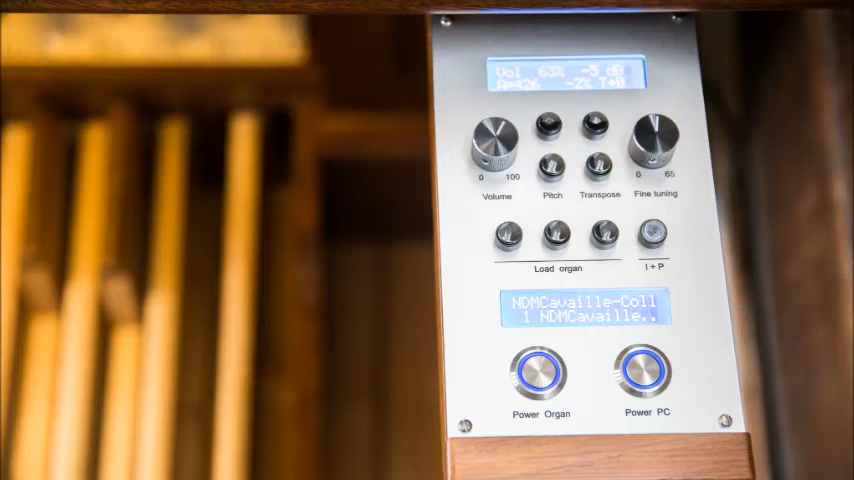 Vol 63% -5 dB
A=426 -2% T+0
0 100
0 65
Volume
Pitch
Transpose
Fine tuning
Load organ
I + P
NDMCavaille-Coll
1 NDMCavaille..
Power Organ
Power PC